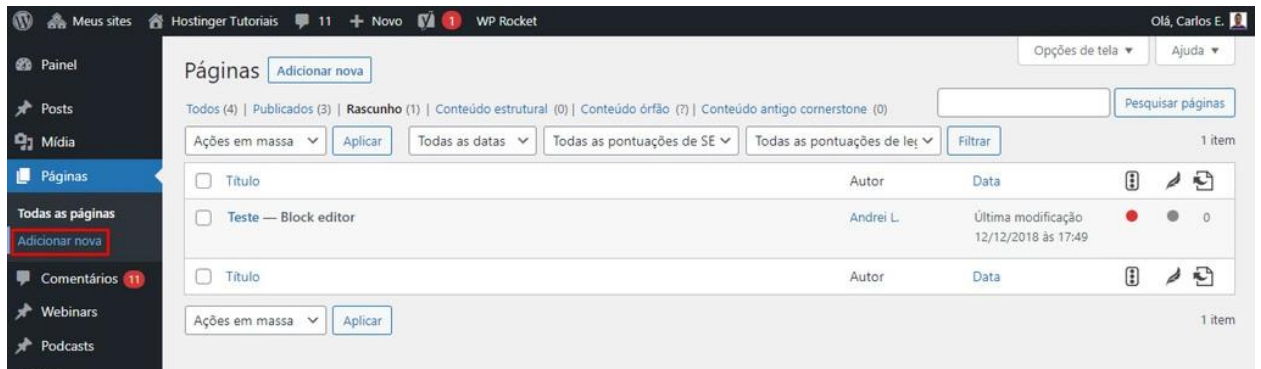 Meus sites Hostinger Tutoriais 11 + Novo 1 WP Rocket Olá, Carlos E.
Painel
Posts
Mídia
Páginas
Todas as páginas
Adicionar nova
Comentários 11
Webinars
Podcasts
Opções de tela Ajuda
Páginas Adicionar nova
Todos (4) | Publicados (3) | Rascunho (1) | Conteúdo estrutural (0) | Conteúdo órfão (?) | Conteúdo antigo cornerstone (0)
Pesquisar páginas
Ações em massa Aplicar Todas as datas Todas as pontuações de SE Todas as pontuações de leg Filtrar 1 item
Título Autor Data
Teste — Block editor Andrei L. Última modificação 0
12/12/2018 às 17:49
Título Autor Data
Ações em massa Aplicar 1 item